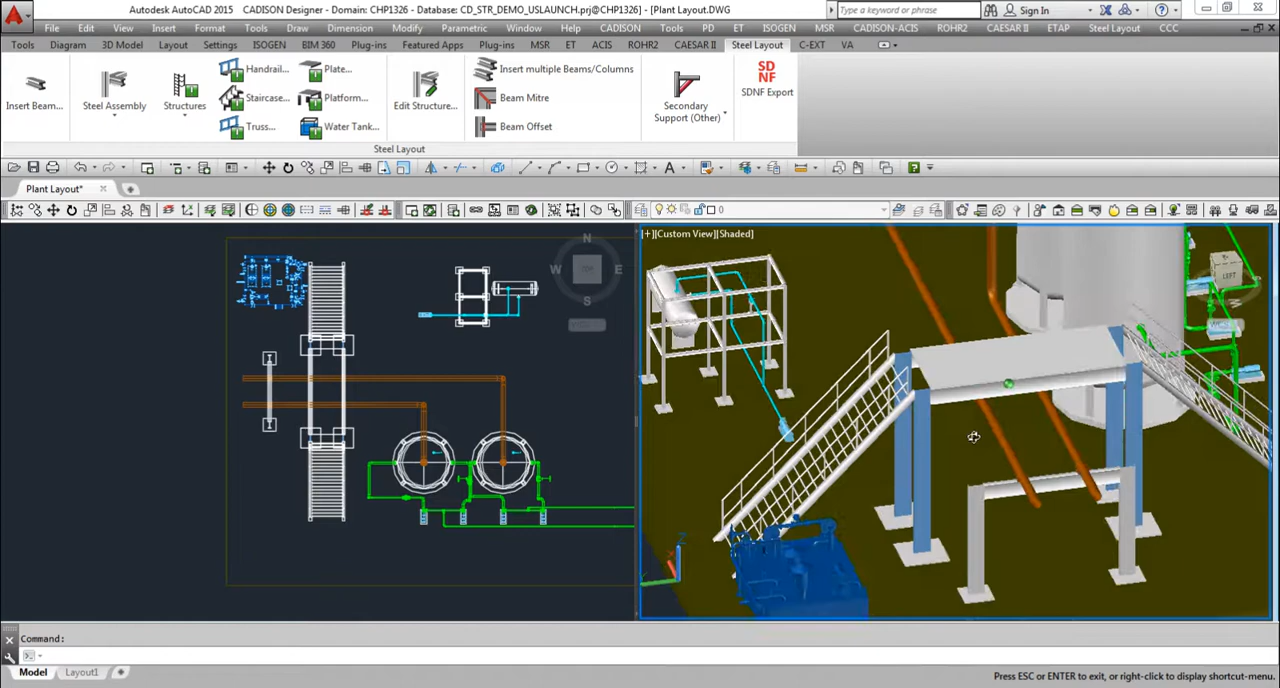 Autodesk AutoCAD 2015   CADISON Designer - Domain: CHP1326 - Database: CD_STR_DEMO_USLAUNCH.prj@CHP1326] - [Plant Layout.DWG
Type a keyword or phrase
Sign In
File Edit View Insert Format Tools Draw Dimension Modify Parametric Window Help CADISON PD ET ISOGEN MSR CADISON-ACIS ROHR2 CAESAR II ETAP Steel Layout CCC
Tools Diagram 3D Model Layout Settings ISOGEN BIM 360 Plug-ins Featured Apps Plug-ins MSR ET ACIS ROHR2 CAESAR II Steel Layout C-EXT VA
Insert Beam...
Steel Assembly
Structures
Handrail...
Staircase...
Truss...
Plate...
Platform...
Water Tank...
Edit Structure...
Insert multiple Beams/Columns
Beam Mitre
Beam Offset
Secondary
Support (Other)
SD
NF
SDNF Export
Steel Layout
Plant Layout*
0
[+][Custom View][Shaded]
N
W
E
S
TOP
LEFT
Z
Command:
Model Layout1
Press ESC or ENTER to exit, or right-click to display shortcut-menu.